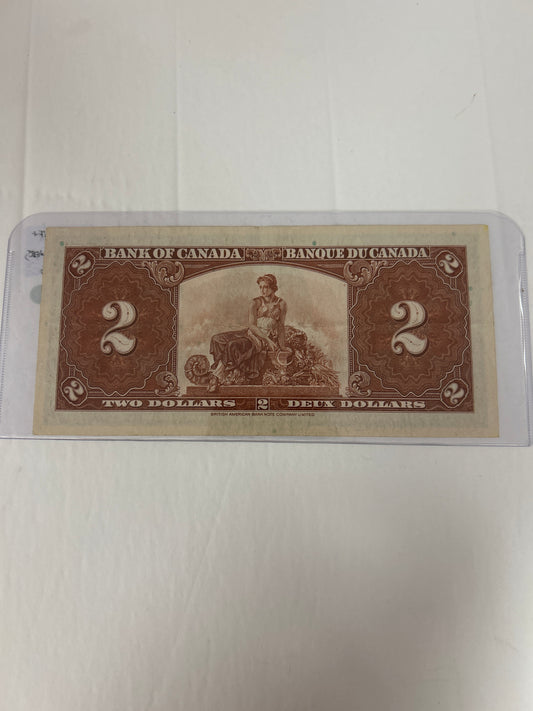 BANK OF CANADA BANQUE DU CANADA
2 2
2 2
2 2
TWO DOLLARS 2 DEUX DOLLARS
BRITISH AMERICAN BANK NOTE COMPANY LIMITED